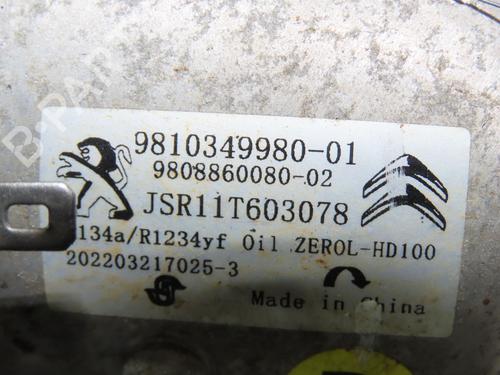 9810349980-01
9808860080-02
JSR11T603078
134a/R1234yf Oil ZEROL-HD100
202203217025-3
Made in China